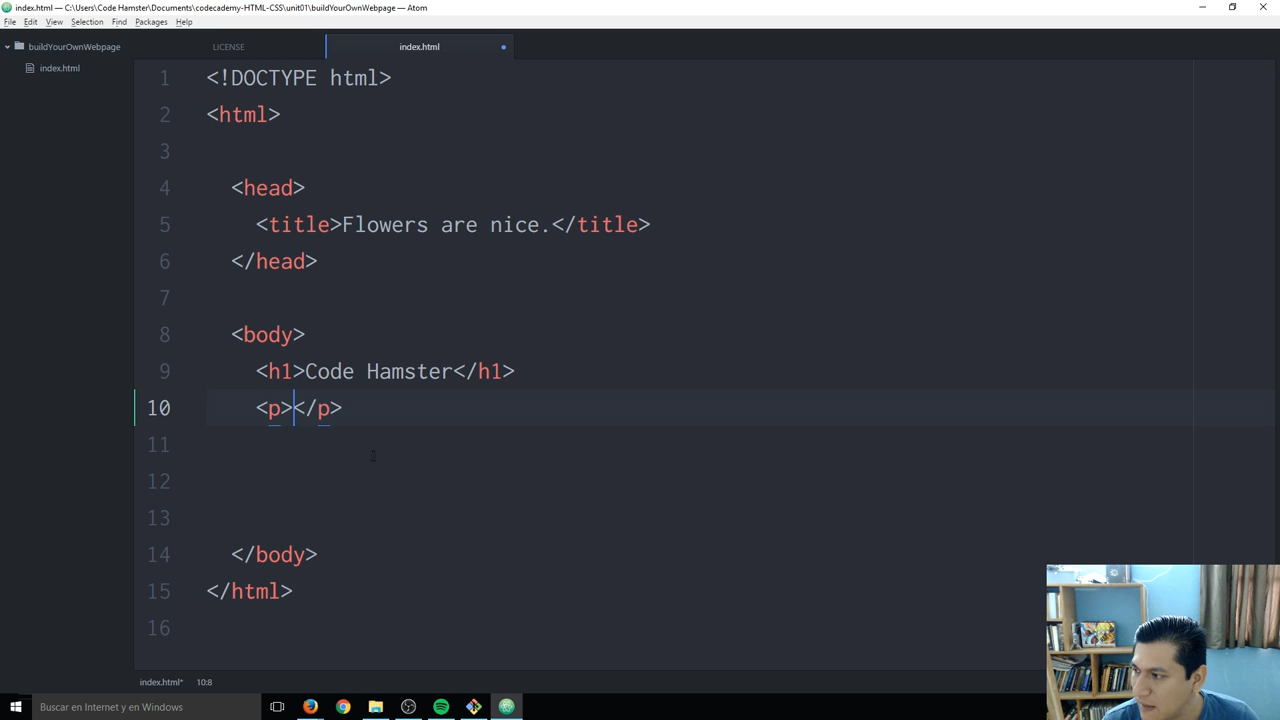 index.html — C:\Users\Code Hamster\Documents\codecademy-HTML-CSS\unit01\buildYourOwnWebpage — Atom
File Edit View Selection Find Packages Help
buildYourOwnWebpage
index.html
LICENSE
index.html
1 <!DOCTYPE html>
2 <html>
3
4 <head>
5 <title>Flowers are nice.</title>
6 </head>
7
8 <body>
9 <h1>Code Hamster</h1>
10 <p></p>
11
12
13
14 </body>
15 </html>
16
index.html* 10:8
Buscar en Internet y en Windows